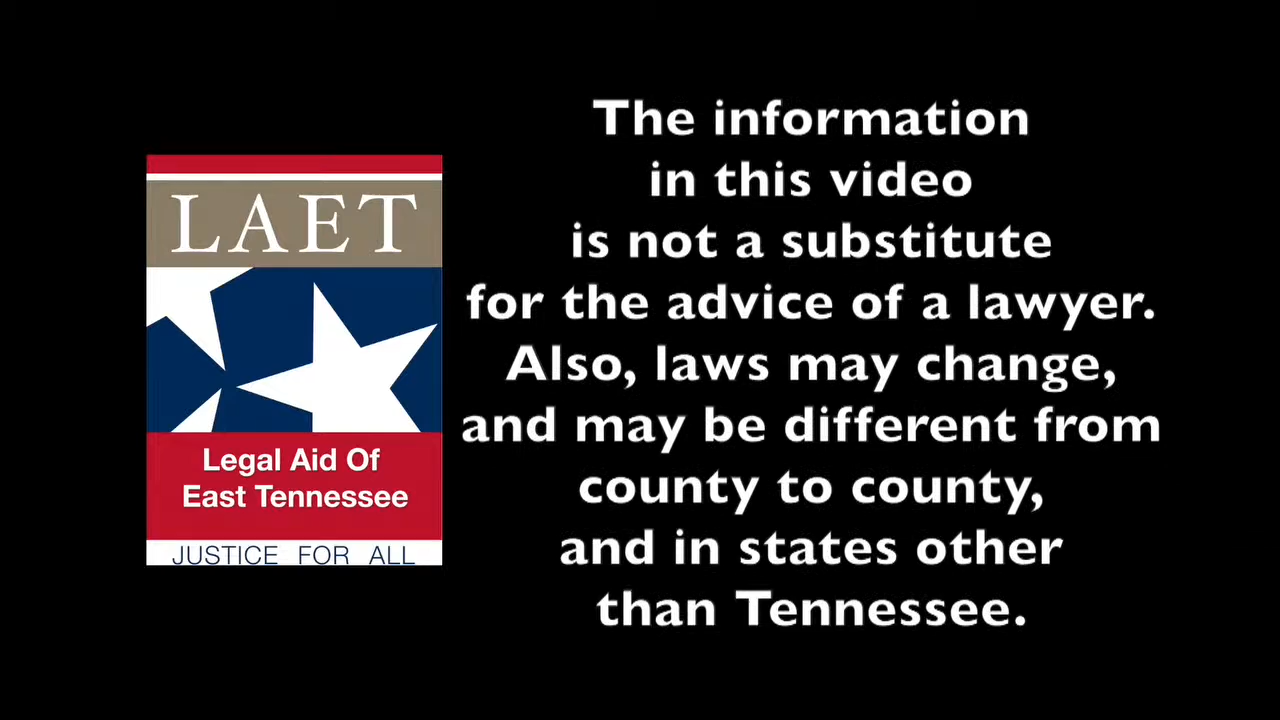 LAET
Legal Aid Of
East Tennessee
JUSTICE FOR ALL
The information
in this video
is not a substitute
for the advice of a lawyer.
Also, laws may change,
and may be different from
county to county,
and in states other
than Tennessee.